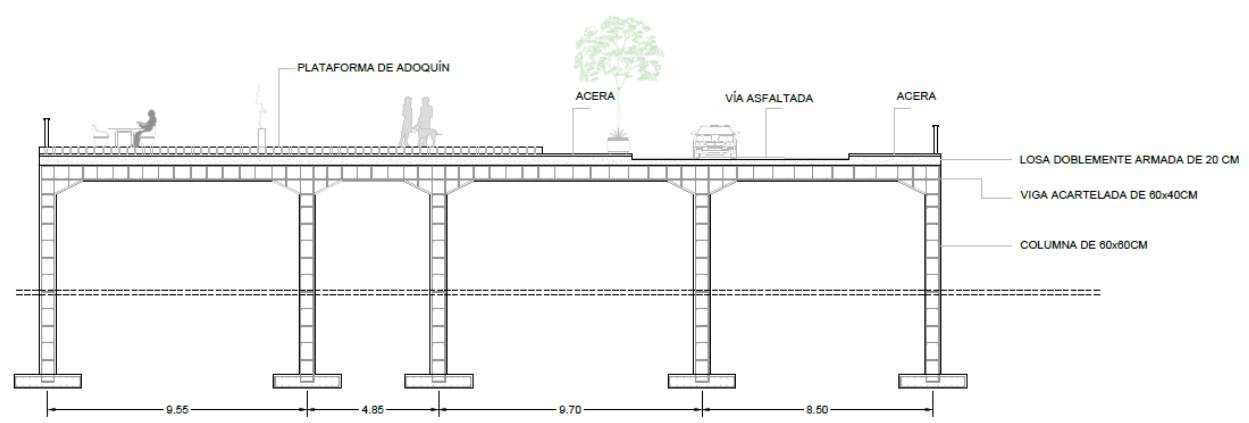 PLATAFORMA DE ADOQUÍN
ACERA
VÍA ASFALTADA
ACERA
LOSA DOBLEMENTE ARMADA DE 20 CM
VIGA ACARTELADA DE 60x40CM
COLUMNA DE 60x60CM
9.55
4.85
9.70
8.50